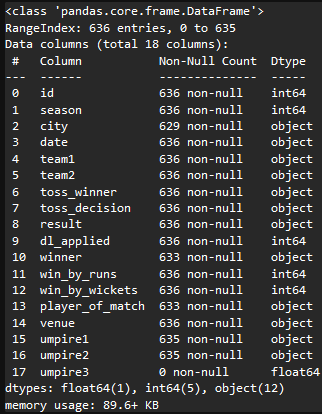 <class 'pandas.core.frame.DataFrame'>
RangeIndex: 636 entries, 0 to 635
Data columns (total 18 columns):
 #   Column           Non-Null Count  Dtype
---  ------           --------------  -----
 0   id               636 non-null    int64
 1   season           636 non-null    int64
 2   city             629 non-null    object
 3   date             636 non-null    object
 4   team1            636 non-null    object
 5   team2            636 non-null    object
 6   toss_winner      636 non-null    object
 7   toss_decision    636 non-null    object
 8   result           636 non-null    object
 9   dl_applied       636 non-null    int64
 10  winner           633 non-null    object
 11  win_by_runs      636 non-null    int64
 12  win_by_wickets   636 non-null    int64
 13  player_of_match  633 non-null    object
 14  venue            636 non-null    object
 15  umpire1          635 non-null    object
 16  umpire2          635 non-null    object
 17  umpire3          0 non-null      float64
dtypes: float64(1), int64(5), object(12)
memory usage: 89.6+ KB